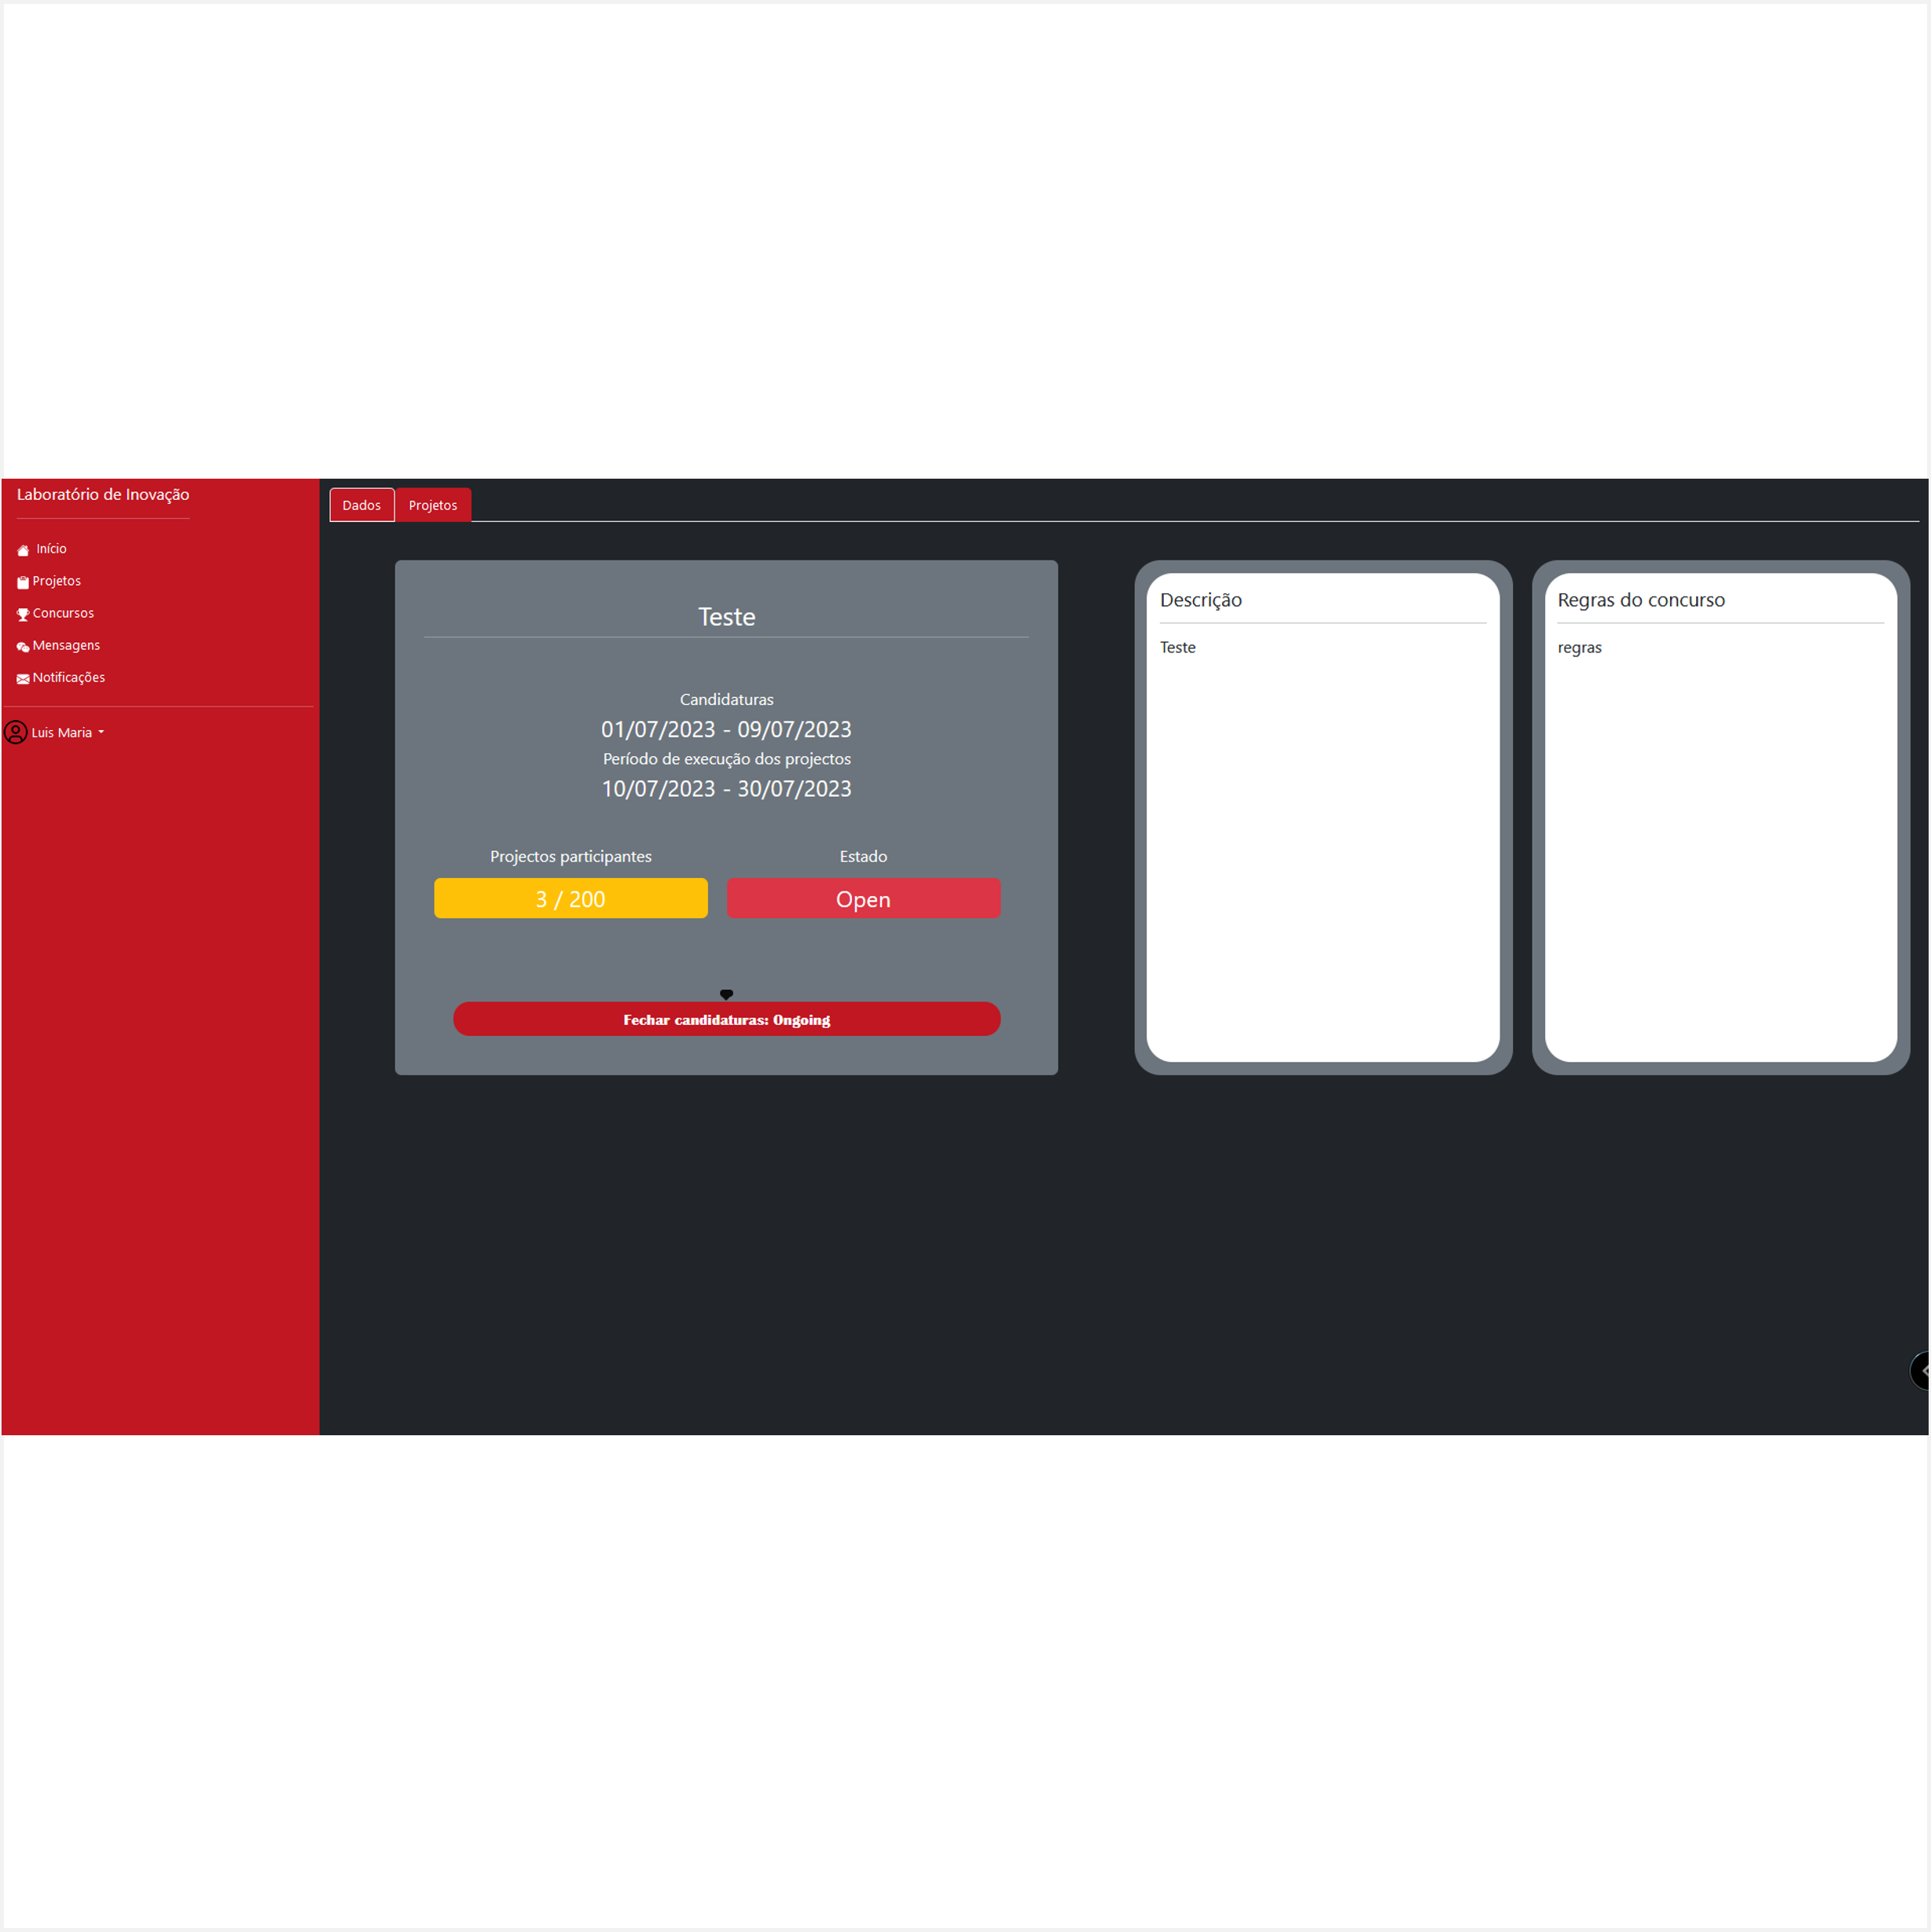 Laboratório de Inovação
Início
Projetos
Concursos
Mensagens
Notificações
Luis Maria
Dados
Projetos
Teste
Candidaturas
01/07/2023 - 09/07/2023
Período de execução dos projectos
10/07/2023 - 30/07/2023
Projectos participantes
Estado
3 / 200
Open
Fechar candidaturas: Ongoing
Descrição
Teste
Regras do concurso
regras